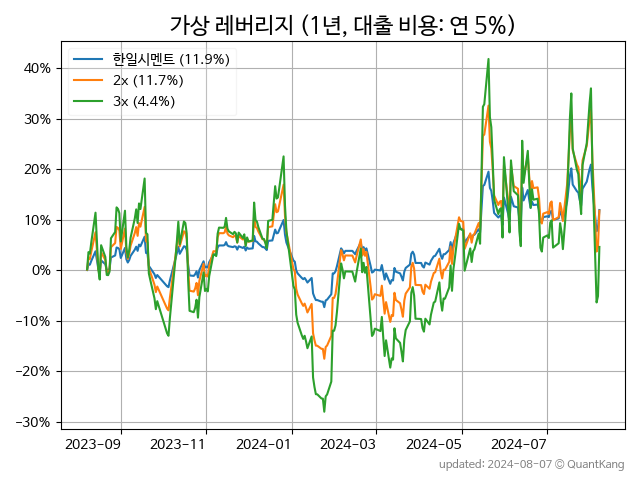 가상 레버리지 (1년, 대출 비용: 연 5%)
한일시멘트 (11.9%)
2x (11.7%)
3x (4.4%)
40%
30%
20%
10%
0%
−10%
−20%
−30%
2023-09 2023-11 2024-01 2024-03 2024-05 2024-07
updated: 2024-08-07 © QuantKang